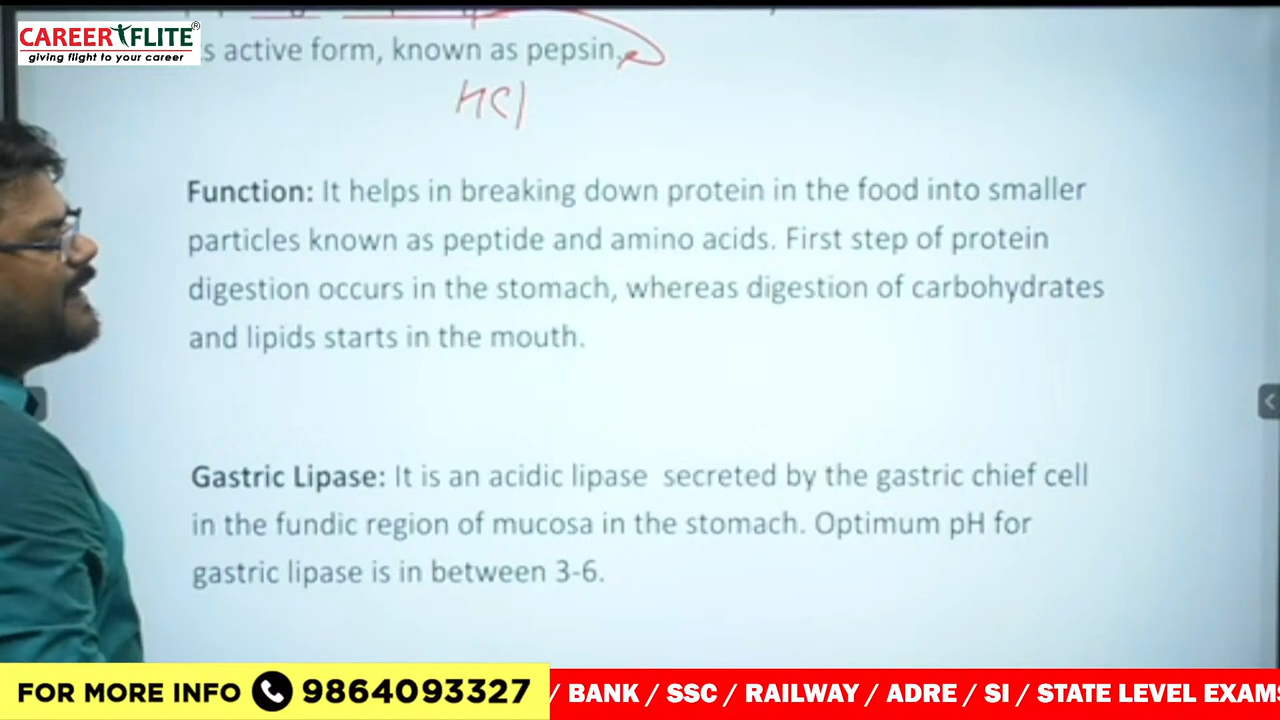 CAREER FLITE®
giving flight to your career
s active form, known as pepsin,
HCl
Function: It helps in breaking down protein in the food into smaller
particles known as peptide and amino acids. First step of protein
digestion occurs in the stomach, whereas digestion of carbohydrates
and lipids starts in the mouth.
Gastric Lipase: It is an acidic lipase secreted by the gastric chief cell
in the fundic region of mucosa in the stomach. Optimum pH for
gastric lipase is in between 3-6.
FOR MORE INFO 9864093327
/ BANK / SSC / RAILWAY / ADRE / SI / STATE LEVEL EXAMS